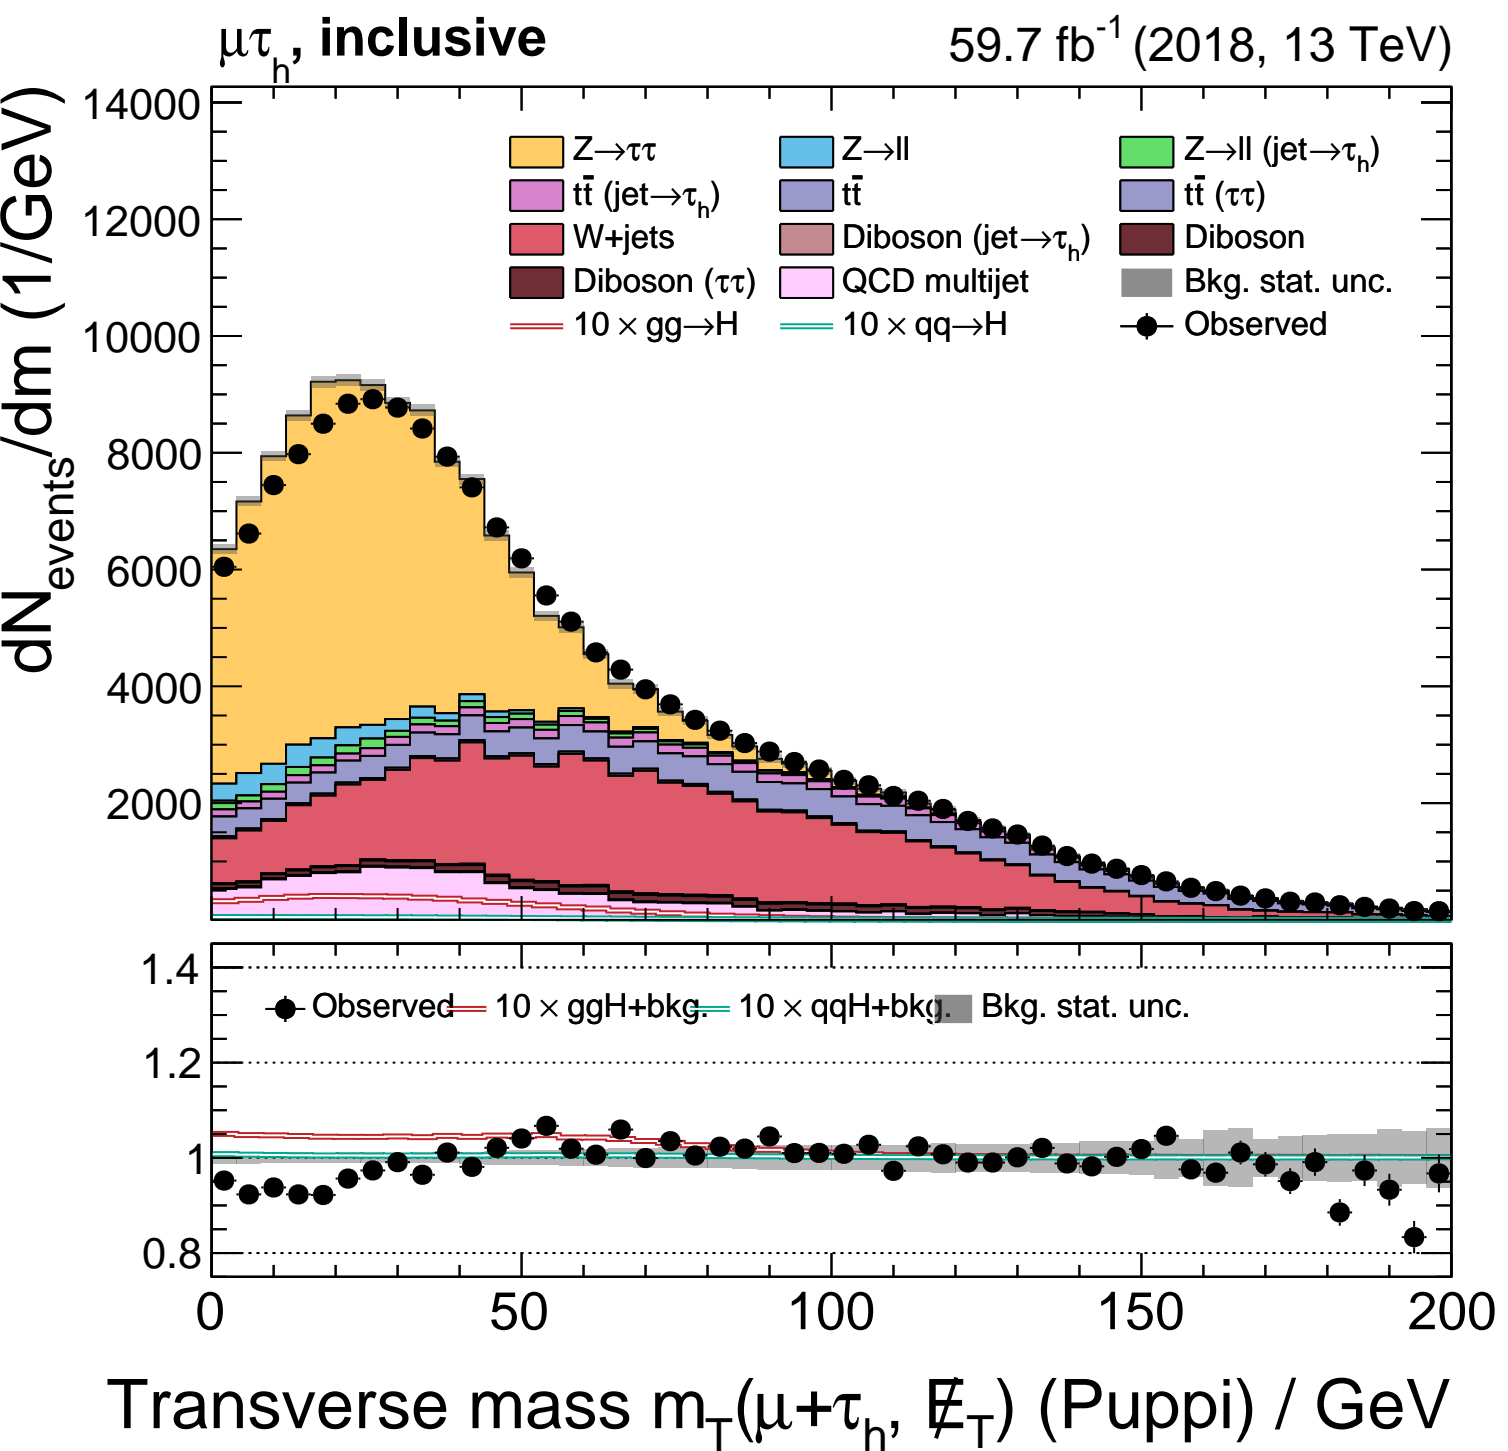 μτh, inclusive 59.7 fb-1 (2018, 13 TeV)
dNevents/dm (1/GeV)
14000
12000
10000
8000
6000
4000
2000
Z→ττ Z→ll Z→ll (jet→τh)
tt̄ (jet→τh) tt̄ tt̄ (ττ)
W+jets Diboson (jet→τh) Diboson
Diboson (ττ) QCD multijet Bkg. stat. unc.
10 × gg→H 10 × qq→H Observed
1.4
1.2
1
0.8
Observed 10 × ggH+bkg. 10 × qqH+bkg. Bkg. stat. unc.
0 50 100 150 200
Transverse mass mT(μ+τh, E̸T) (Puppi) / GeV